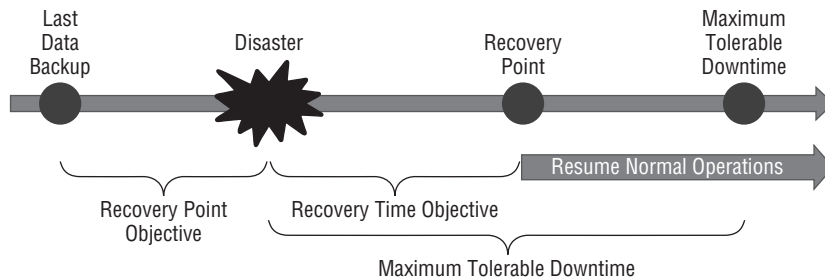 Last
Data
Backup
Disaster
Recovery
Point
Maximum
Tolerable
Downtime
Resume Normal Operations
Recovery Point
Objective
Recovery Time Objective
Maximum Tolerable Downtime